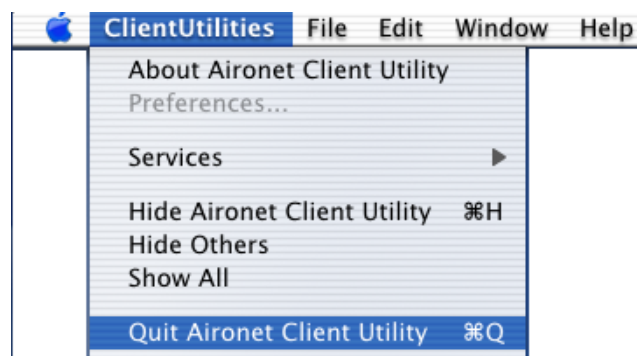 ClientUtilities File Edit Window Help
About Aironet Client Utility
Preferences...
Services
Hide Aironet Client Utility ⌘H
Hide Others
Show All
Quit Aironet Client Utility ⌘Q